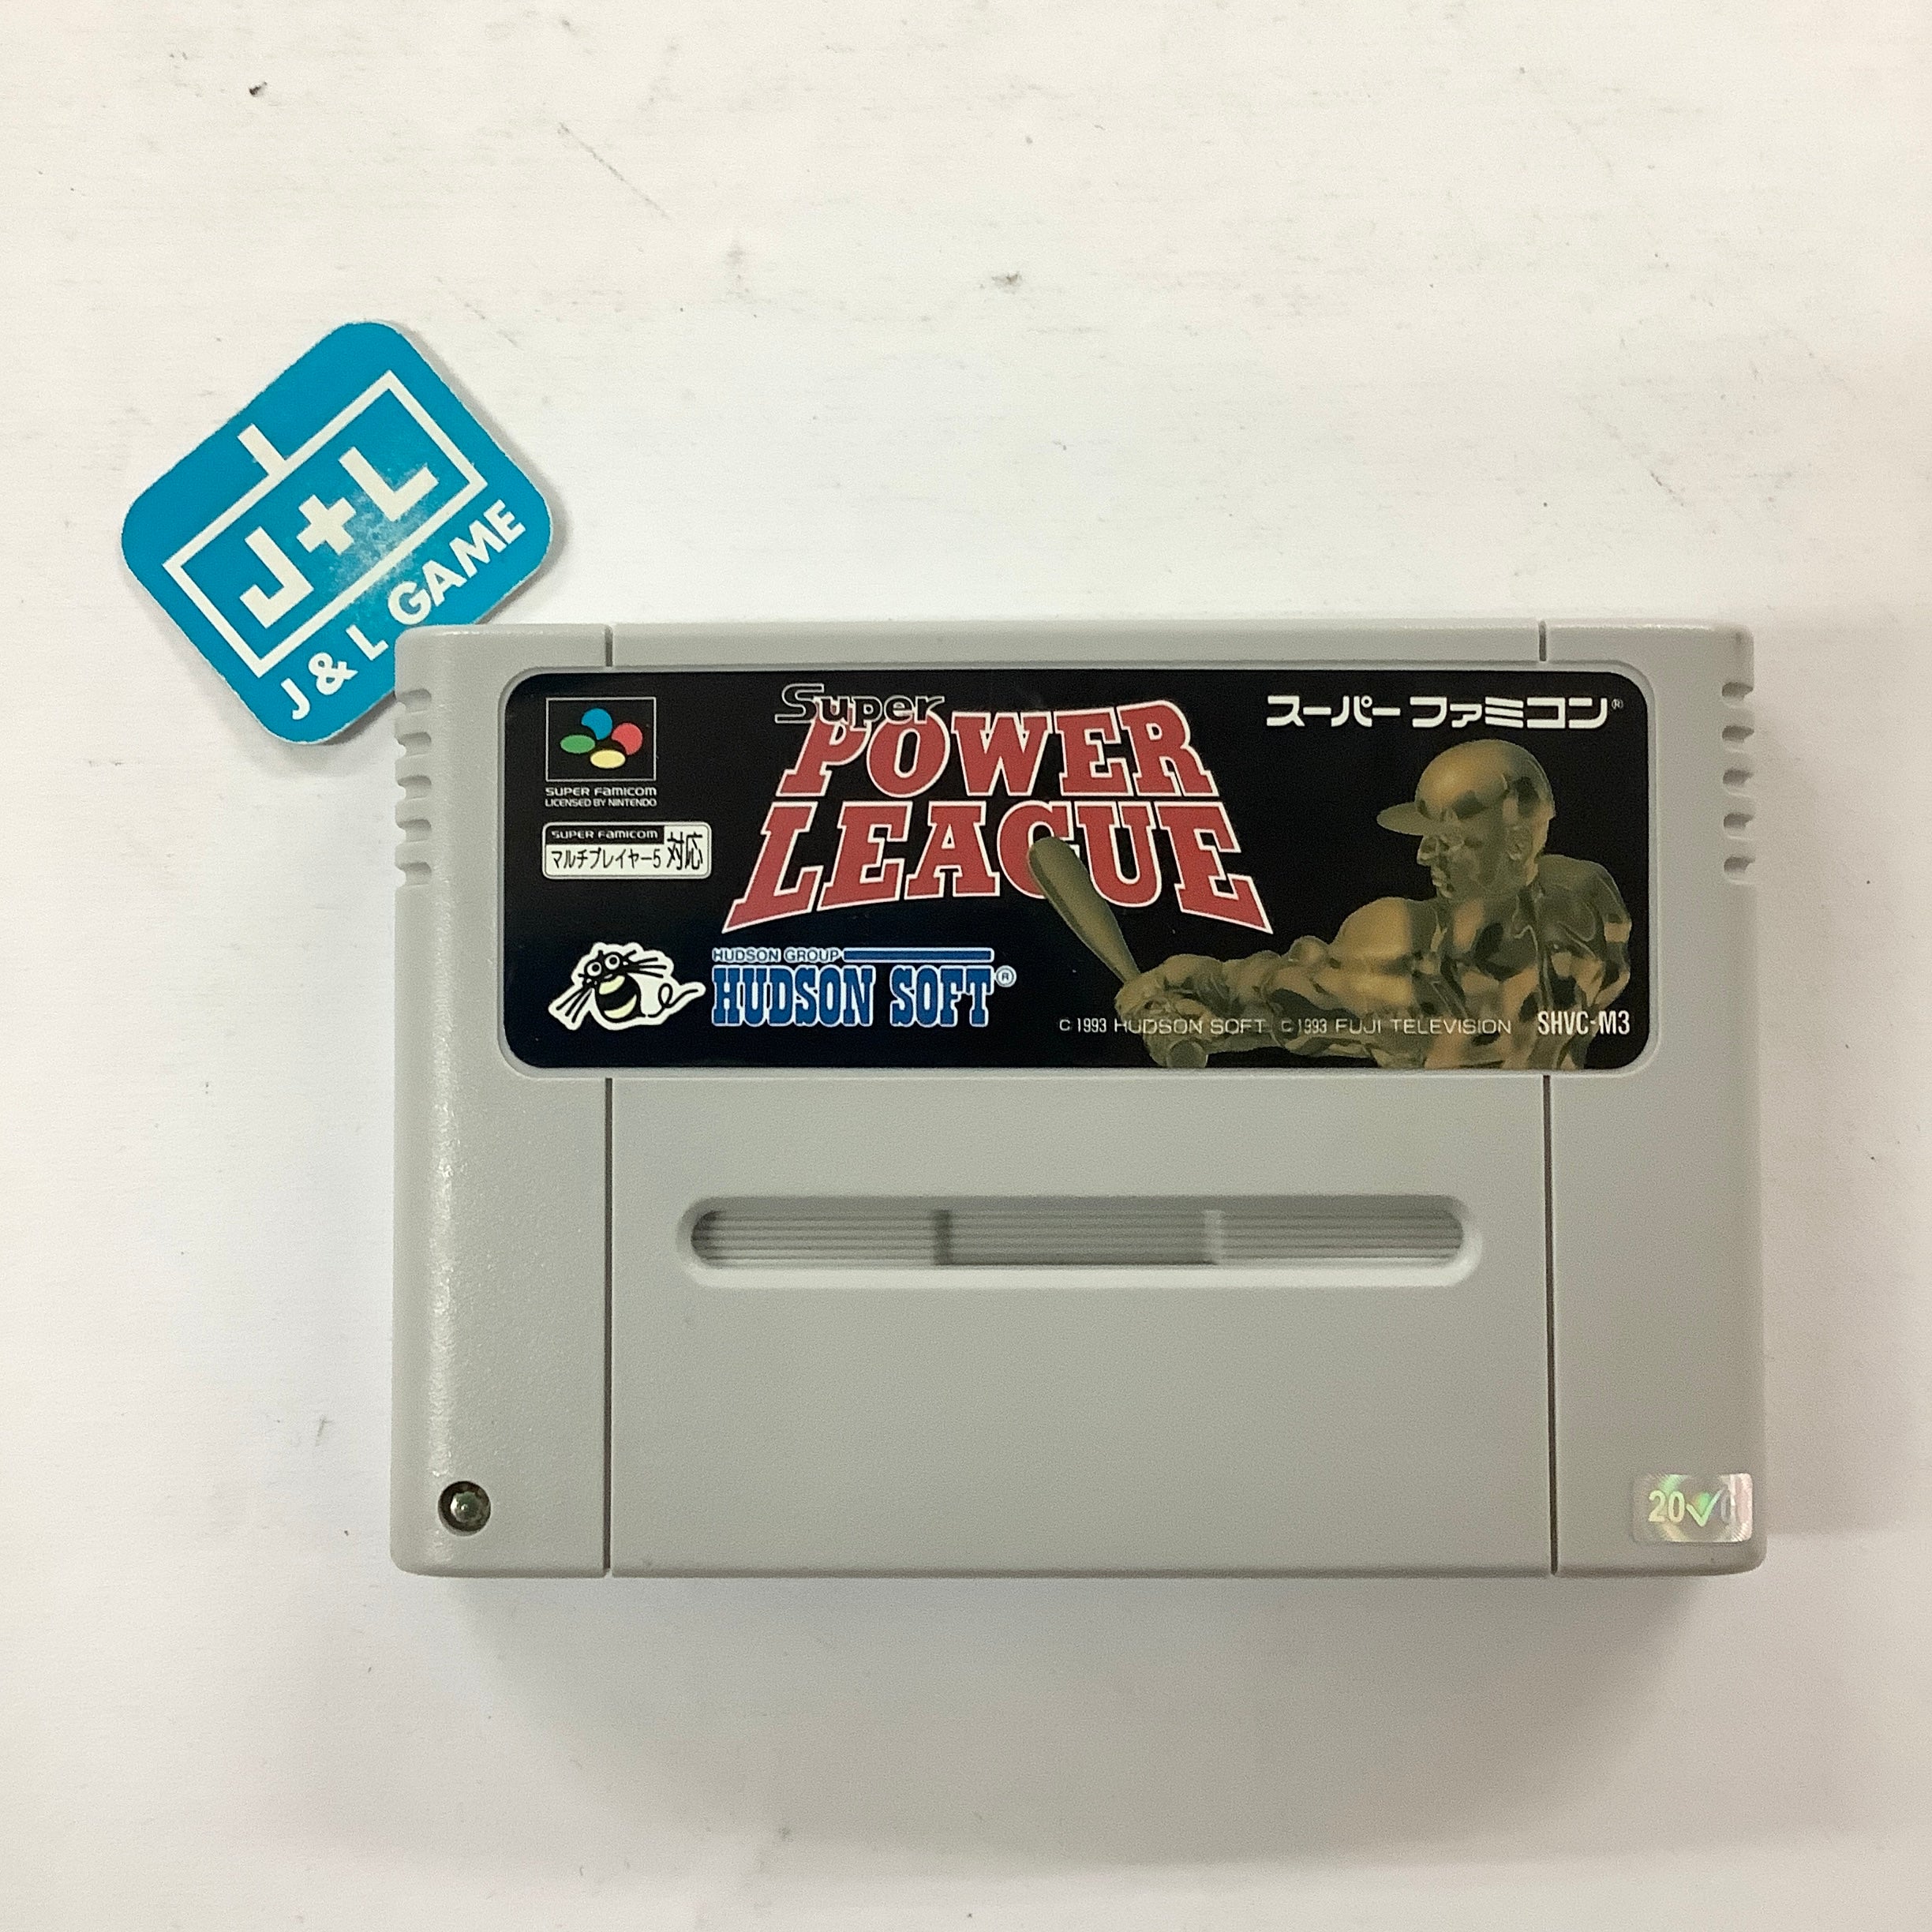 J+L
J & L GAME
Super
POWER
LEAGUE
スーパーファミコン®
SUPER FAMICOM
LICENSED BY NINTENDO
SUPER FAMICOM
マルチプレイヤー5 対応
HUDSON GROUP
HUDSON SOFT®
© 1993 HUDSON SOFT © 1993 FUJI TELEVISION
SHVC-M3
20